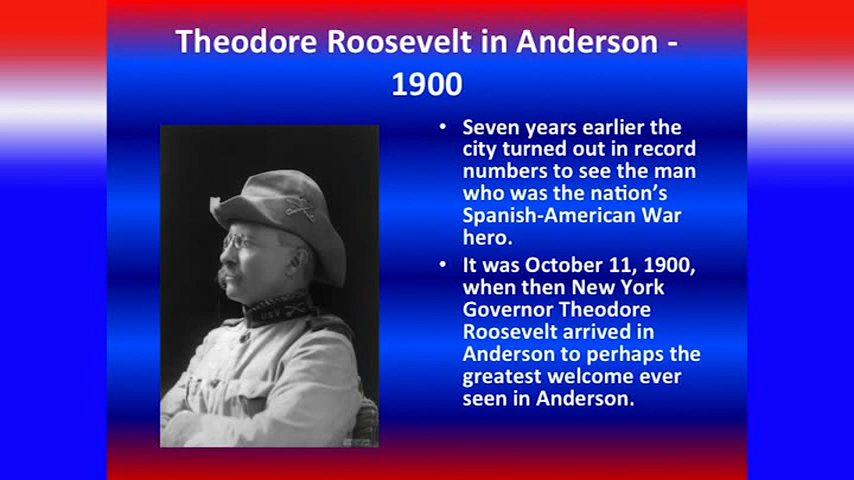 Theodore Roosevelt in Anderson -
1900
• Seven years earlier the
city turned out in record
numbers to see the man
who was the nation’s
Spanish-American War
hero.
• It was October 11, 1900,
when then New York
Governor Theodore
Roosevelt arrived in
Anderson to perhaps the
greatest welcome ever
seen in Anderson.